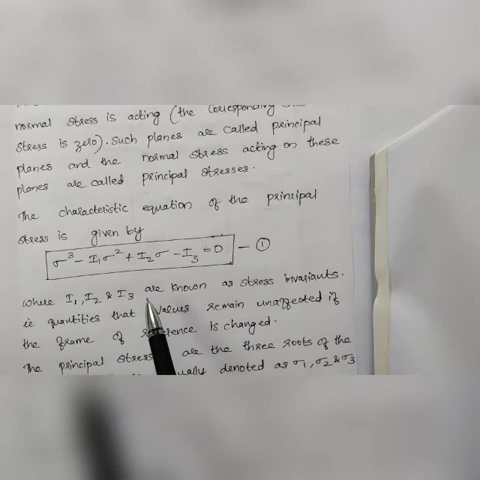 normal stress is acting (the corresponding
stress is zero). Such planes are called principal
planes and the normal stress acting on these
planes are called principal stresses.
The characteristic equation of the principal
stress is given by
σ³ - I₁σ² + I₂σ - I₃ = 0 — ①
where I₁, I₂ & I₃ are known as stress invariants.
ie quantities that values remain unaffected if
the frame of is changed.
The principal are the three roots of the
denoted as σ₁, σ₂ & σ₃